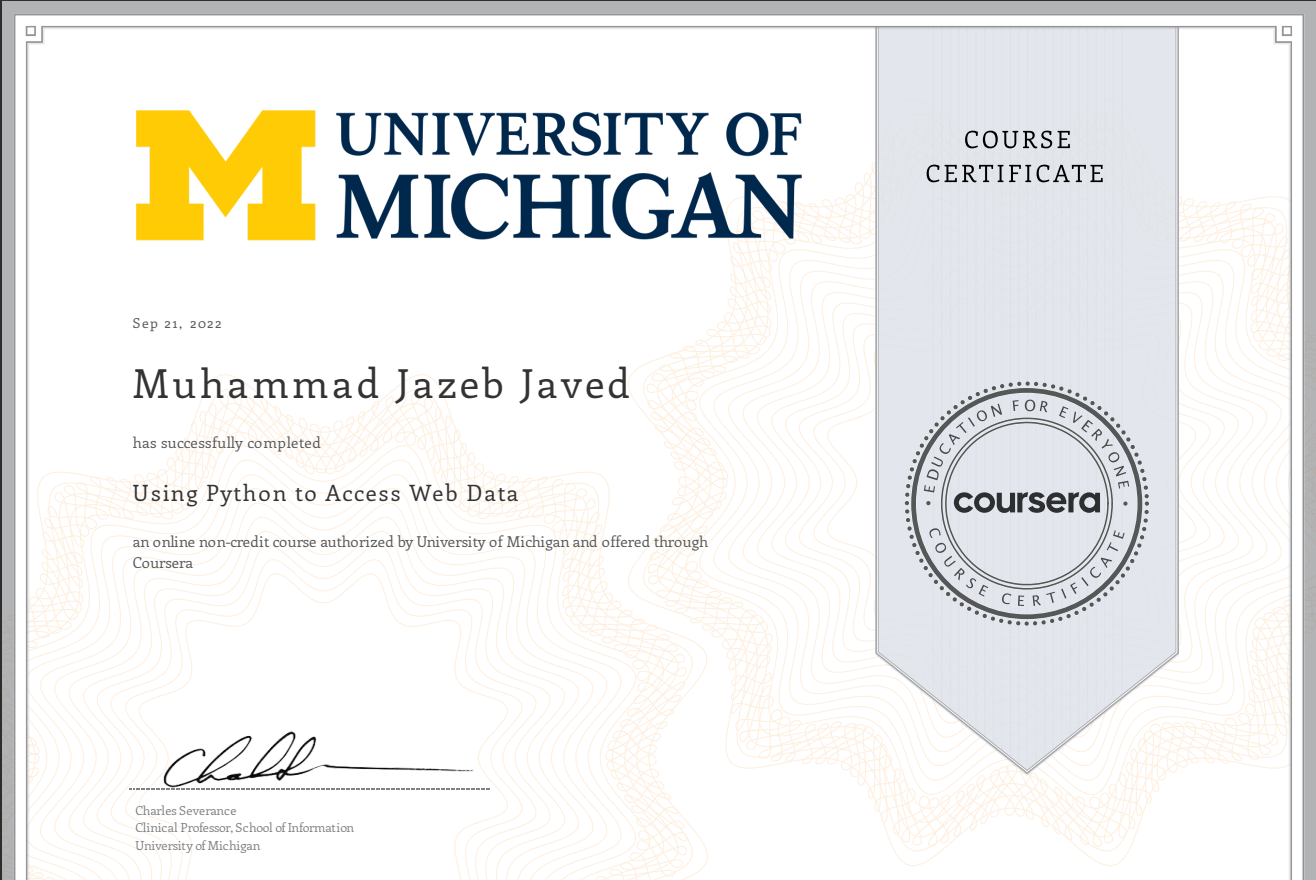 UNIVERSITY OF
MICHIGAN
COURSE
CERTIFICATE
Sep 21, 2022
Muhammad Jazeb Javed
has successfully completed
Using Python to Access Web Data
an online non-credit course authorized by University of Michigan and offered through
Coursera
EDUCATION FOR EVERYONE
coursera
COURSE CERTIFICATE
Charles Severance
Clinical Professor, School of Information
University of Michigan